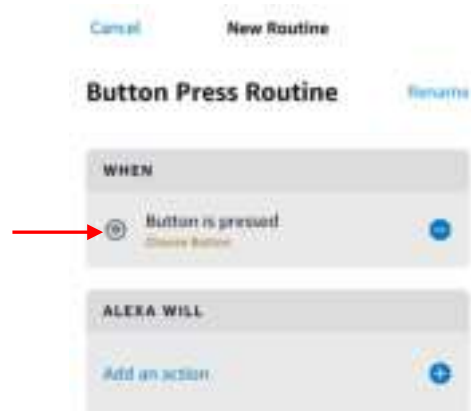 Cancel New Routine
Button Press Routine Rename
WHEN
Button is pressed
Choose Button
ALEXA WILL
Add an action